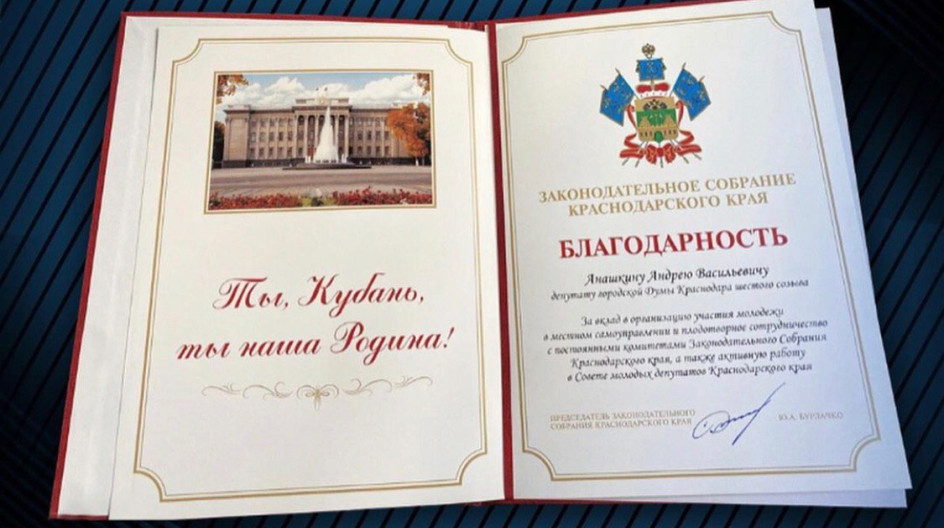 Ты, Кубань,
ты наша Родина!
ЗАКОНОДАТЕЛЬНОЕ СОБРАНИЕ
КРАСНОДАРСКОГО КРАЯ
БЛАГОДАРНОСТЬ
Анашкину Андрею Васильевичу
депутату городской Думы Краснодара шестого созыва
За вклад в организацию участия молодежи
в местном самоуправлении и плодотворное сотрудничество
с постоянными комитетами Законодательного Собрания
Краснодарского края, а также активную работу
в Совете молодых депутатов Краснодарского края
ПРЕДСЕДАТЕЛЬ ЗАКОНОДАТЕЛЬНОГО
СОБРАНИЯ КРАСНОДАРСКОГО КРАЯ
Ю.А. БУРЛАЧКО